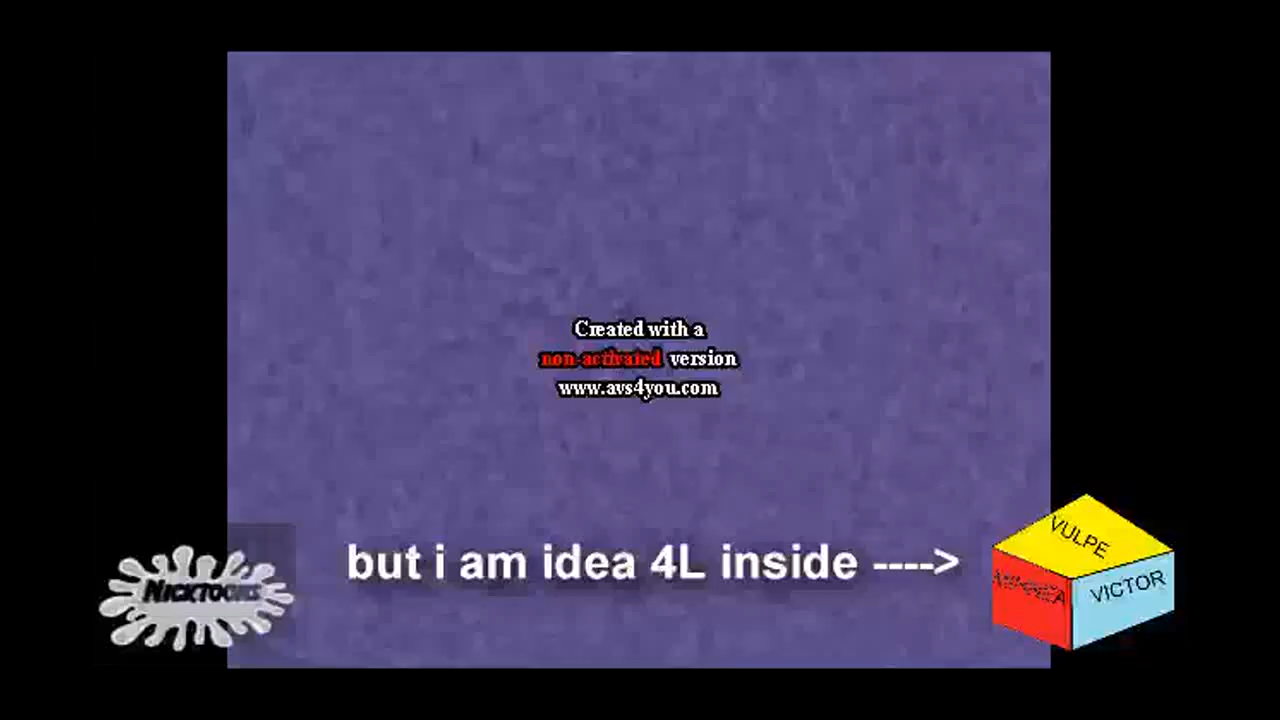 Created with a
non-activated version
www.avs4you.com
but i am idea 4L inside ---->
NICKTOONS
VULPE
VICTOR